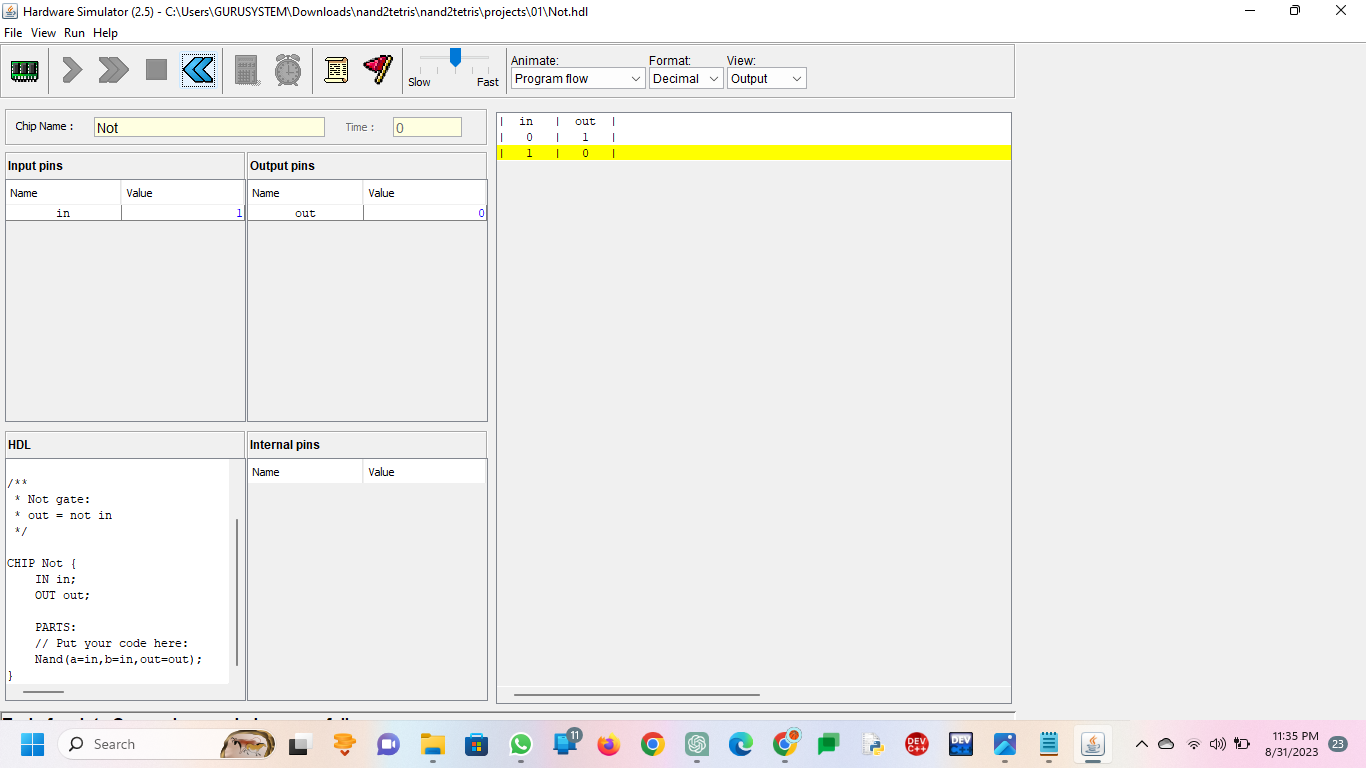 Hardware Simulator (2.5) - C:\Users\GURUSYSTEM\Downloads\nand2tetris\nand2tetris\projects\01\Not.hdl
File View Run Help
Slow Fast
Animate: Format: View:
Program flow Decimal Output
Chip Name : Not Time : 0
Input pins Output pins
Name Value Name Value
in 1 out 0
| in | out |
| 0 | 1 |
| 1 | 0 |
HDL Internal pins
Name Value
/**
* Not gate:
* out = not in
*/
CHIP Not {
IN in;
OUT out;
PARTS:
// Put your code here:
Nand(a=in,b=in,out=out);
}
Search
11
DEV C++
DEV
11:35 PM
8/31/2023
23